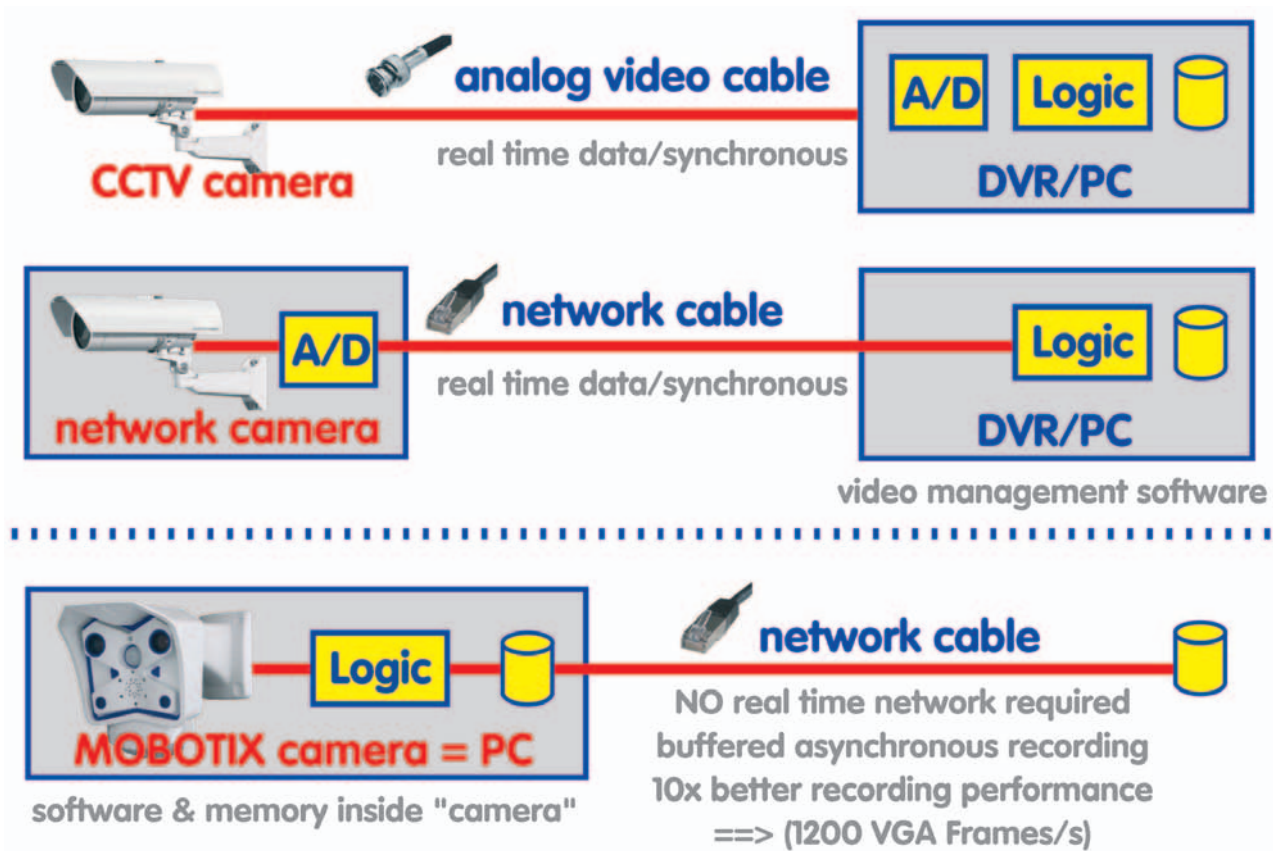 analog video cable
A/D Logic
real time data/synchronous
CCTV camera
DVR/PC
network cable
A/D
Logic
real time data/synchronous
network camera
DVR/PC
video management software
network cable
Logic
NO real time network required
MOBOTIX camera = PC
buffered asynchronous recording
software & memory inside "camera"
10x better recording performance
==> (1200 VGA Frames/s)